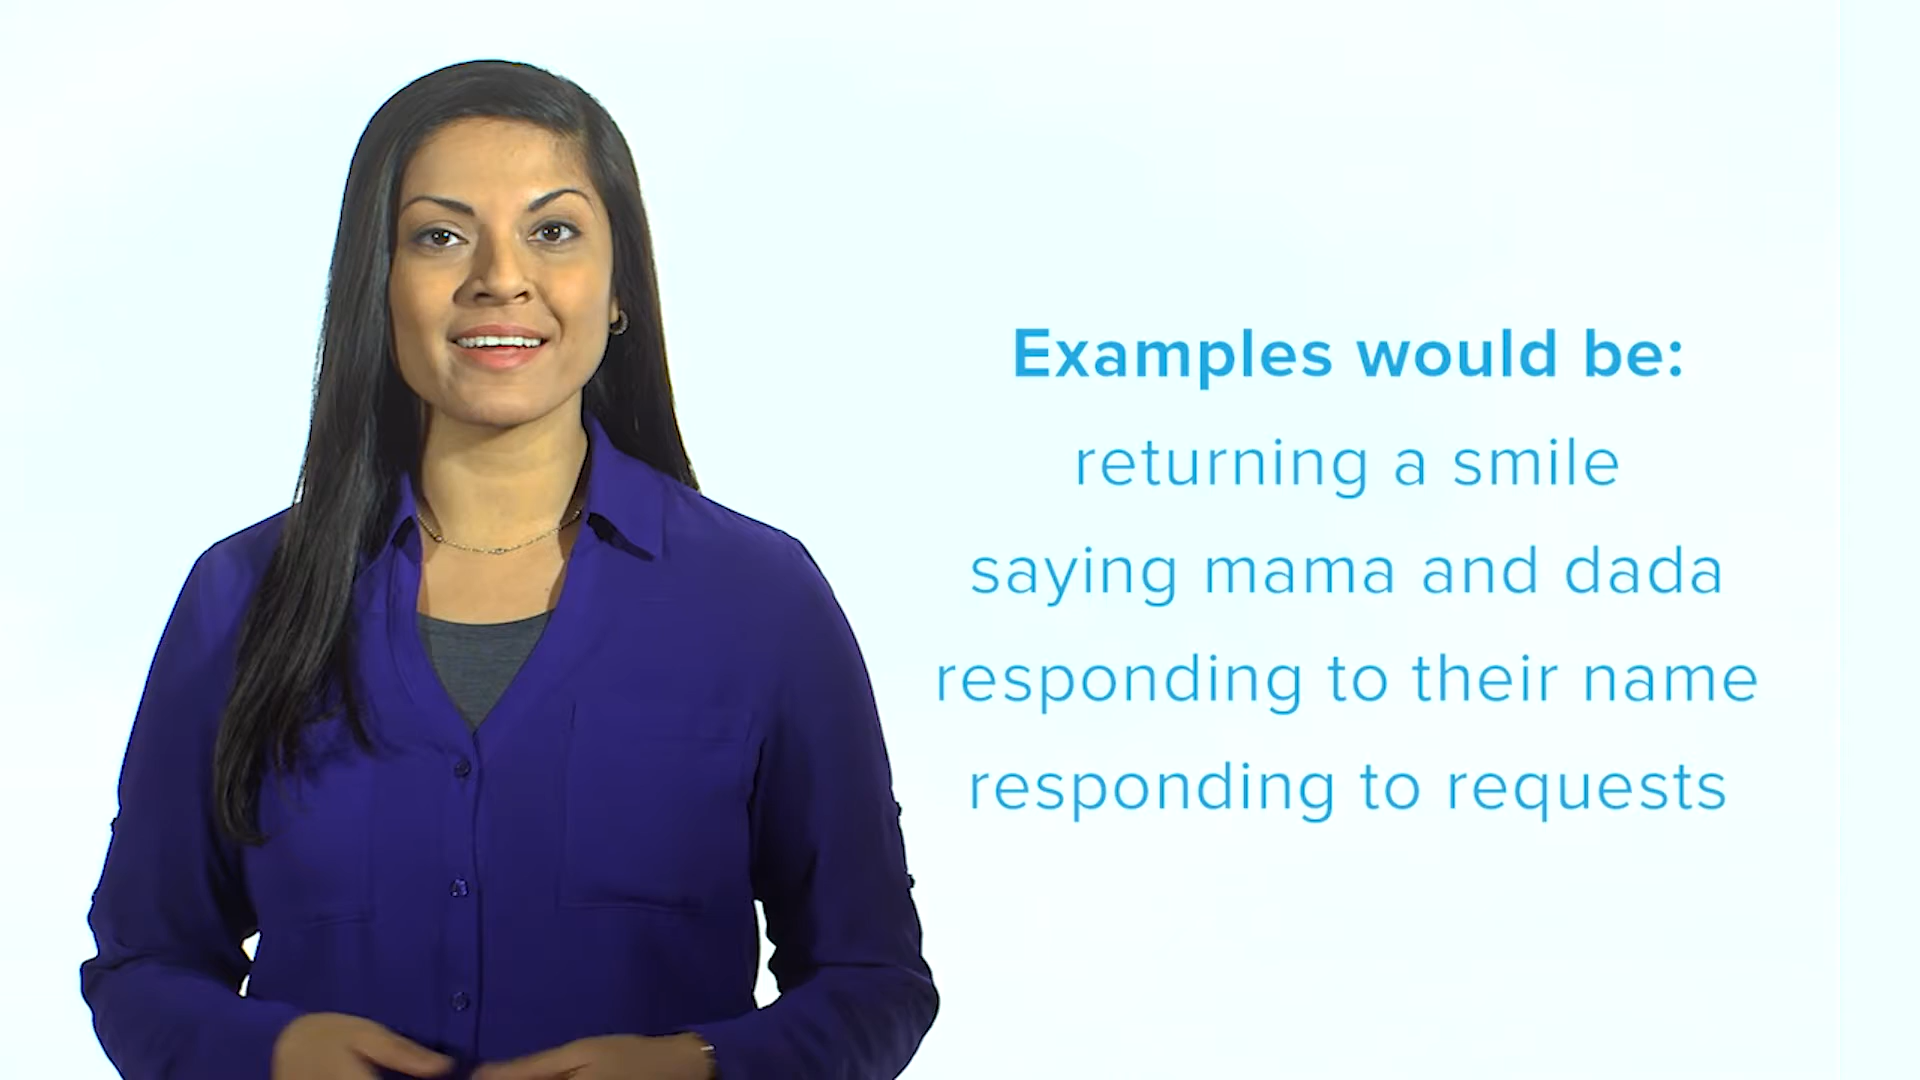 Examples would be:
returning a smile
saying mama and dada
responding to their name
responding to requests